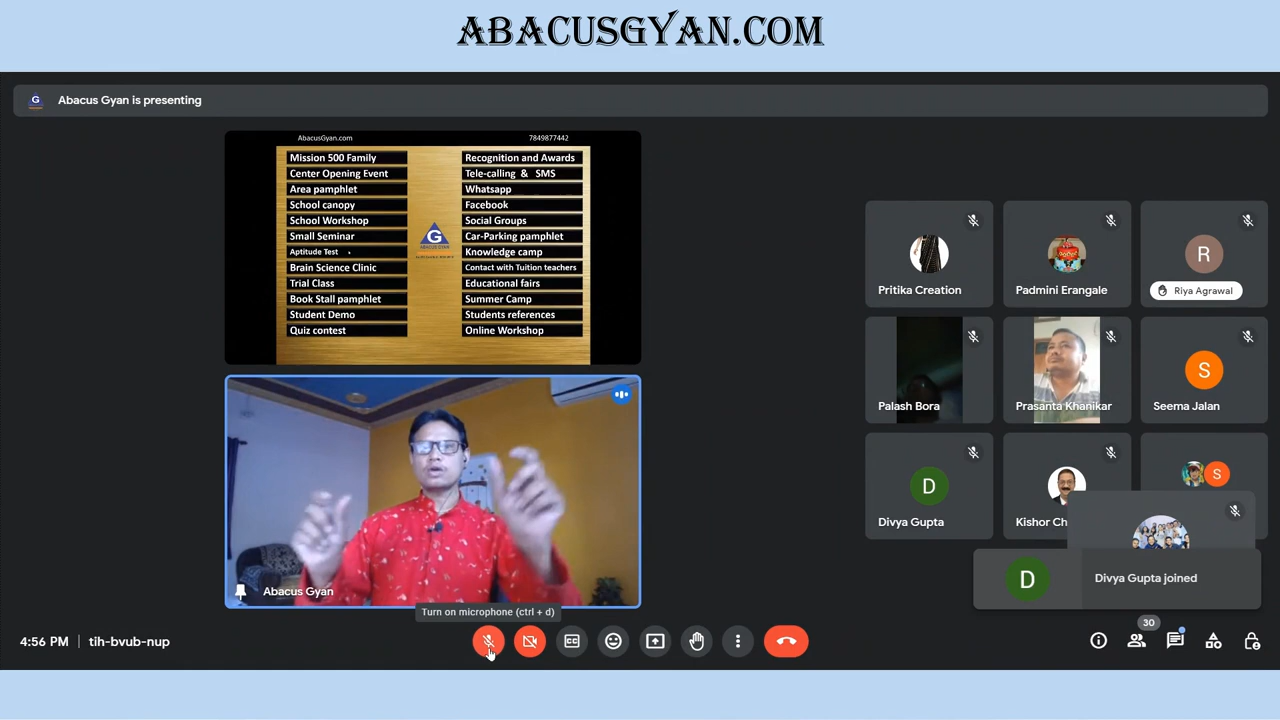 ABACUSGYAN.COM
G
Abacus Gyan is presenting
AbacusGyan.com
7849877442
Mission 500 Family
Center Opening Event
Area pamphlet
School canopy
School Workshop
Small Seminar
Aptitude Test
Brain Science Clinic
Trial Class
Book Stall pamphlet
Student Demo
Quiz contest
G
ABACUS GYAN
Recognition and Awards
Tele-calling & SMS
Whatsapp
Facebook
Social Groups
Car-Parking pamphlet
Knowledge camp
Contact with Tuition teachers
Educational fairs
Summer Camp
Students references
Online Workshop
Abacus Gyan
Pritika Creation
Padmini Erangale
R
Riya Agrawal
Palash Bora
Prasanta Khanikar
S
Seema Jalan
D
Divya Gupta
Kishor Ch
S
D
Divya Gupta joined
Turn on microphone (ctrl + d)
4:56 PM | tih-bvub-nup
CC
30